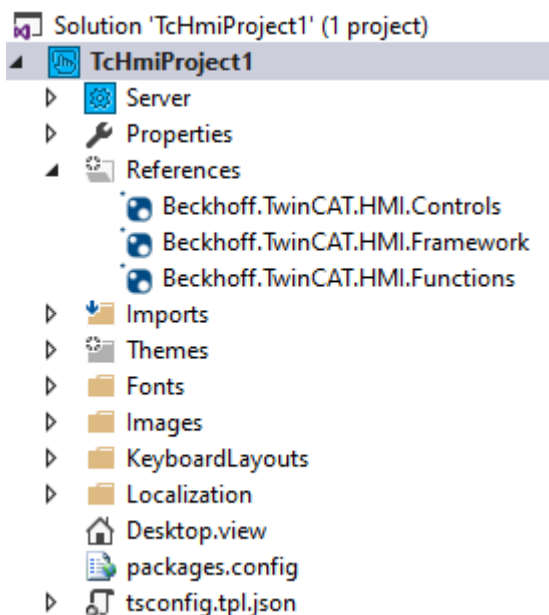 Solution 'TcHmiProject1' (1 project)
TcHmiProject1
Server
Properties
References
Beckhoff.TwinCAT.HMI.Controls
Beckhoff.TwinCAT.HMI.Framework
Beckhoff.TwinCAT.HMI.Functions
Imports
Themes
Fonts
Images
KeyboardLayouts
Localization
Desktop.view
packages.config
tsconfig.tpl.json